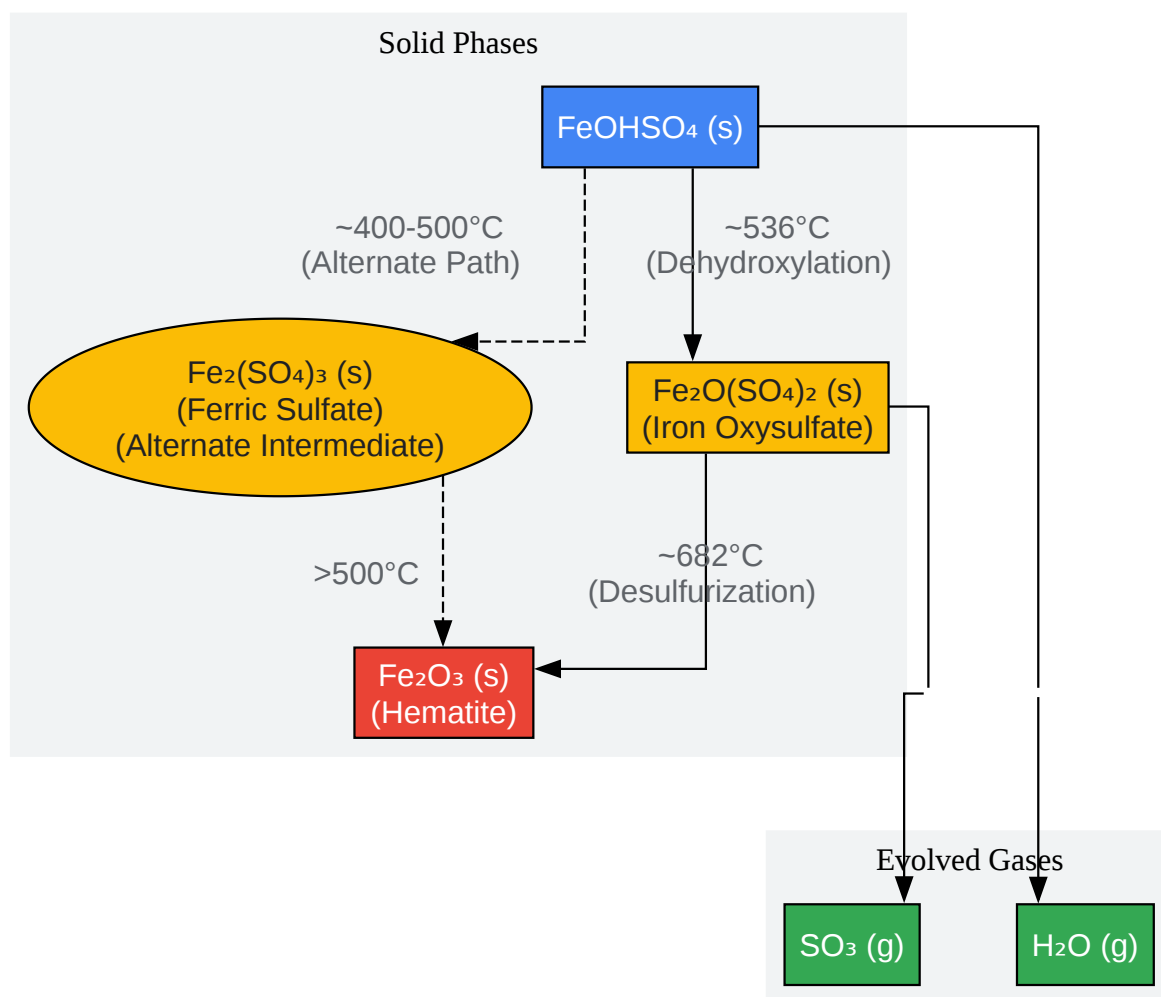 Solid Phases
FeOHSO₄ (s)
~400-500°C
(Alternate Path)
~536°C
(Dehydroxylation)
Fe₂(SO₄)₃ (s)
(Ferric Sulfate)
(Alternate Intermediate)
Fe₂O(SO₄)₂ (s)
(Iron Oxysulfate)
>500°C
~682°C
(Desulfurization)
Fe₂O₃ (s)
(Hematite)
Evolved Gases
SO₃ (g)
H₂O (g)